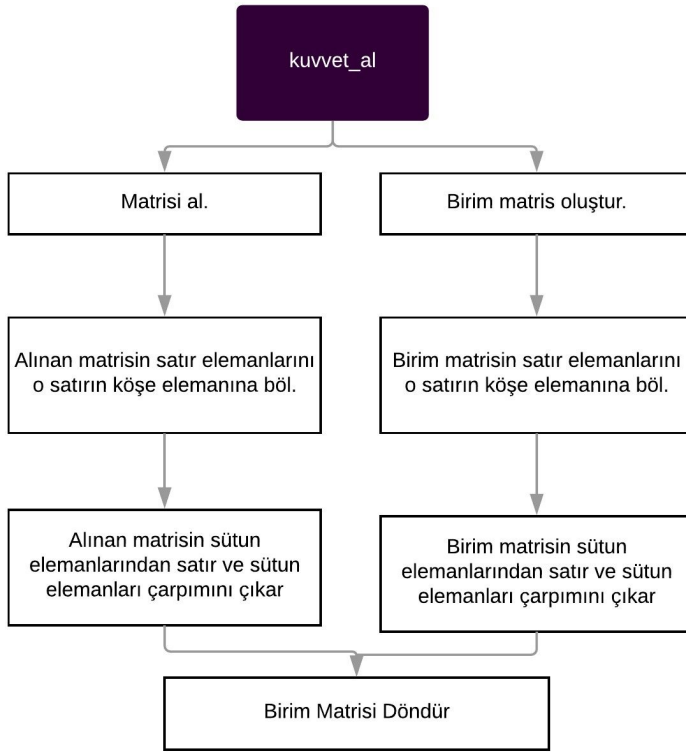 kuvvet_al
Matrisi al.
Birim matris oluştur.
Alınan matrisin satır elemanlarını
o satırın köşe elemanına böl.
Birim matrisin satır elemanlarını
o satırın köşe elemanına böl.
Alınan matrisin sütun
elemanlarından satır ve sütun
elemanları çarpımını çıkar
Birim matrisin sütun
elemanlarından satır ve sütun
elemanları çarpımını çıkar
Birim Matrisi Döndür